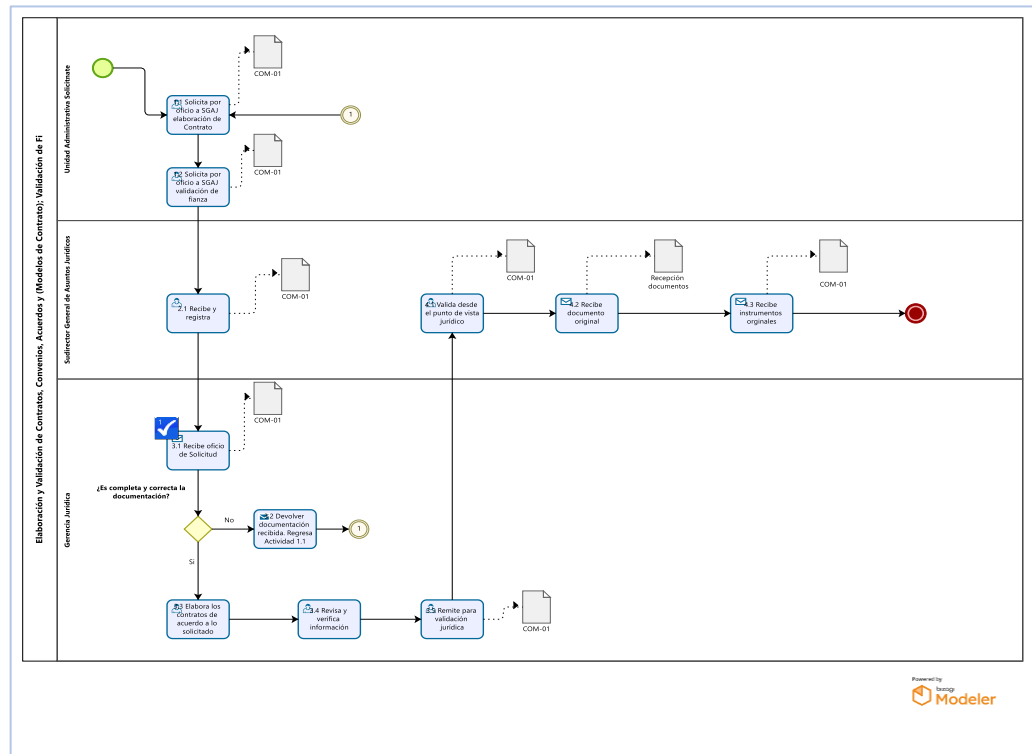 Elaboración y Validación de Contratos, Convenios, Acuerdos y (Modelos de Contrato); Validación de Fi
Unidad Administrativa Solicitnate
COM-01
1.1 Solicita por
oficio a SGAJ
elaboración de
Contrato
1
COM-01
1.2 Solicita por
oficio a SGAJ
validación de
fianza
Sudirector General de Asuntos Jurídicos
COM-01
2.1 Recibe y
registra
COM-01
Valida desde
el punto de vista
jurídico
Recepción
documentos
4.2 Recibe
documento
original
COM-01
4.3 Recibe
instrumentos
orginales
Gerencia Jurídica
COM-01
1
3.1 Recibe oficio
de Solicitud
¿Es completa y correcta la
documentación?
No
3.2 Devolver
documentación
recibida. Regresa
Actividad 1.1
1
Si
3.3 Elabora los
contratos de
acuerdo a lo
solicitado
3.4 Revisa y
verifica
información
Remite para
validación
jurídica
COM-01
Powered by
bizagi
Modeler